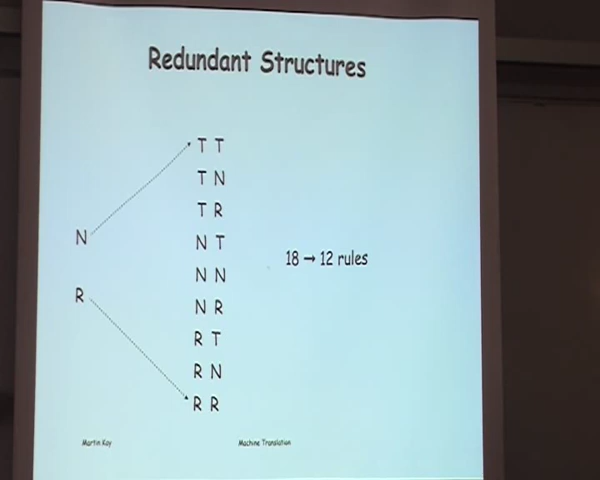 Redundant Structures
T T
T N
T R
N
N T
18 → 12 rules
N N
R
N R
R T
R N
R R
Martin Kay
Machine Translation